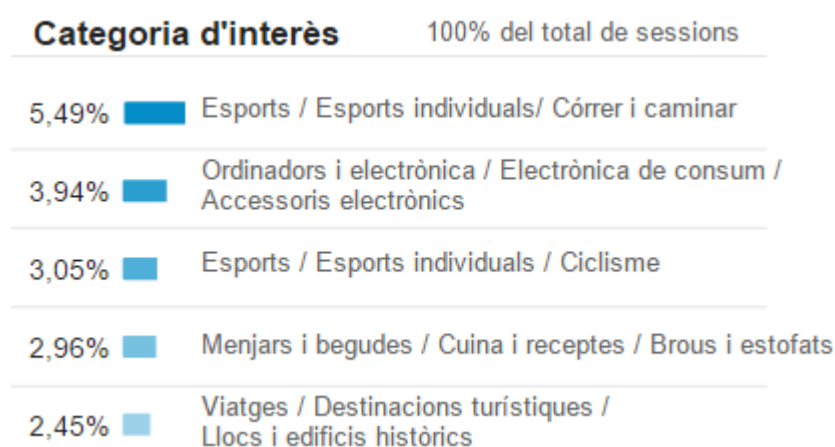 Categoria d'interès 100% del total de sessions
5,49% Esports / Esports individuals/ Córrer i caminar
3,94% Ordinadors i electrònica / Electrònica de consum /
Accessoris electrònics
3,05% Esports / Esports individuals / Ciclisme
2,96% Menjars i begudes / Cuina i receptes / Brous i estofats
2,45% Viatges / Destinacions turístiques /
Llocs i edificis històrics